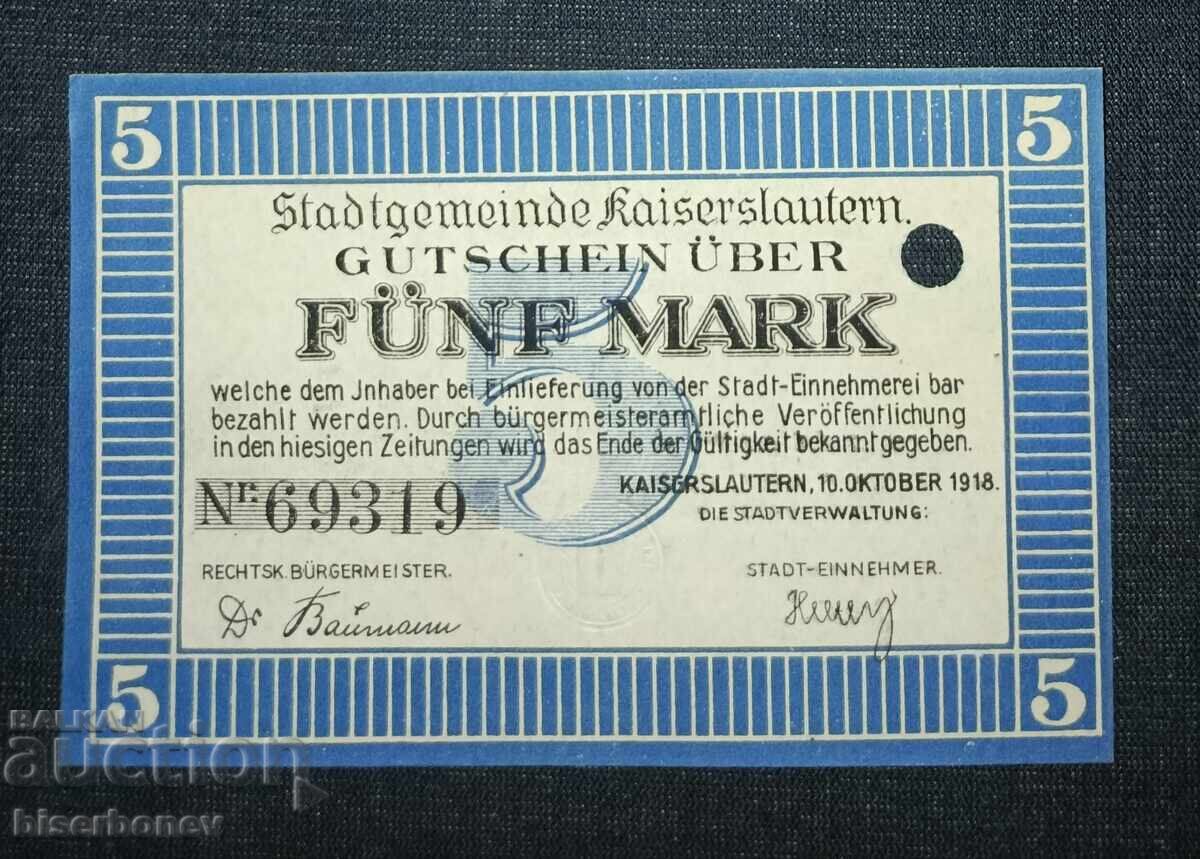 5 5
Stadtgemeinde Kaiserslautern.
GUTSCHEIN ÜBER
FÜNF MARK
5
welche dem Jnhaber bei Einlieferung von der Stadt-Einnehmerei bar
bezahlt werden. Durch bürgermeisteramtliche Veröffentlichung
in den hiesigen Zeitungen wird das Ende der Gültigkeit bekanntgegeben.
Nr. 69319
KAISERSLAUTERN, 10. OKTOBER 1918.
DIE STADTVERWALTUNG:
RECHTSK. BÜRGERMEISTER. STADT-EINNEHMER.
Dr Baumann
5 5
BALKAN
auction
biserbonev